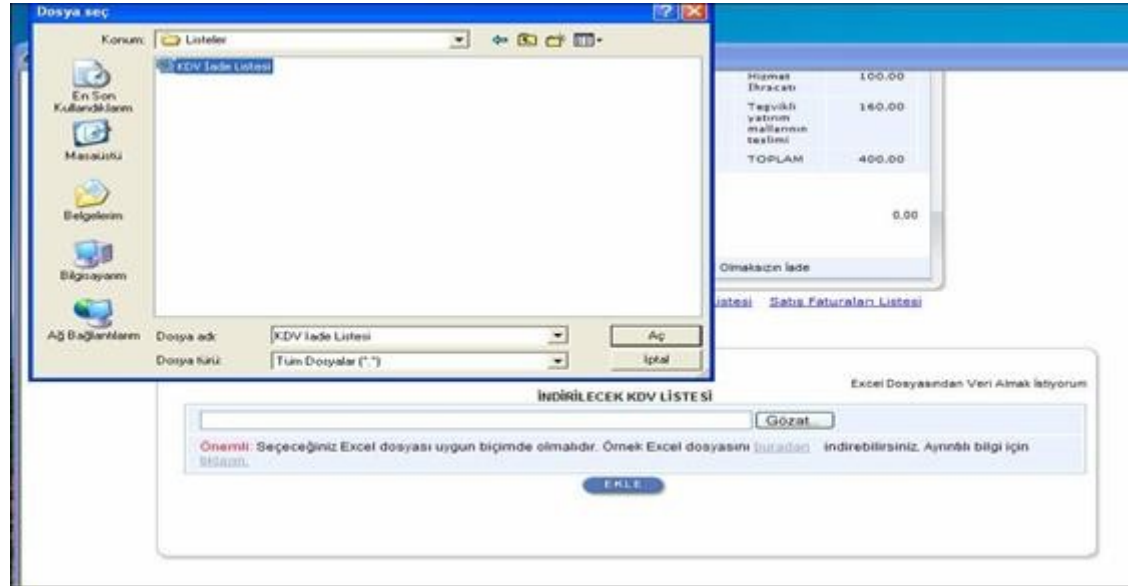 Dosya seç
Konum: Listeler
KDV İade Listesi
En Son
Kullandıklarım
Masaüstü
Belgelerim
Bilgisayarım
Ağ Bağlantılarım
Dosya adı: KDV İade Listesi Aç
Dosya türü: Tüm Dosyalar (*.*) İptal
Hizmet
İhracatı 100.00
Teşvikli
yatırım
mallarının
teslimi 160.00
TOPLAM 400.00
0.00
Olmaksızın İade
Listesi Satış Faturaları Listesi
Excel Dosyasından Veri Almak İstiyorum
İNDİRİLECEK KDV LİSTESİ
Gözat...
Önemli: Seçeceğiniz Excel dosyası uygun biçimde olmalıdır. Örnek Excel dosyasını buradan indirebilirsiniz. Ayrıntılı bilgi için
tıklayın.
EKLE